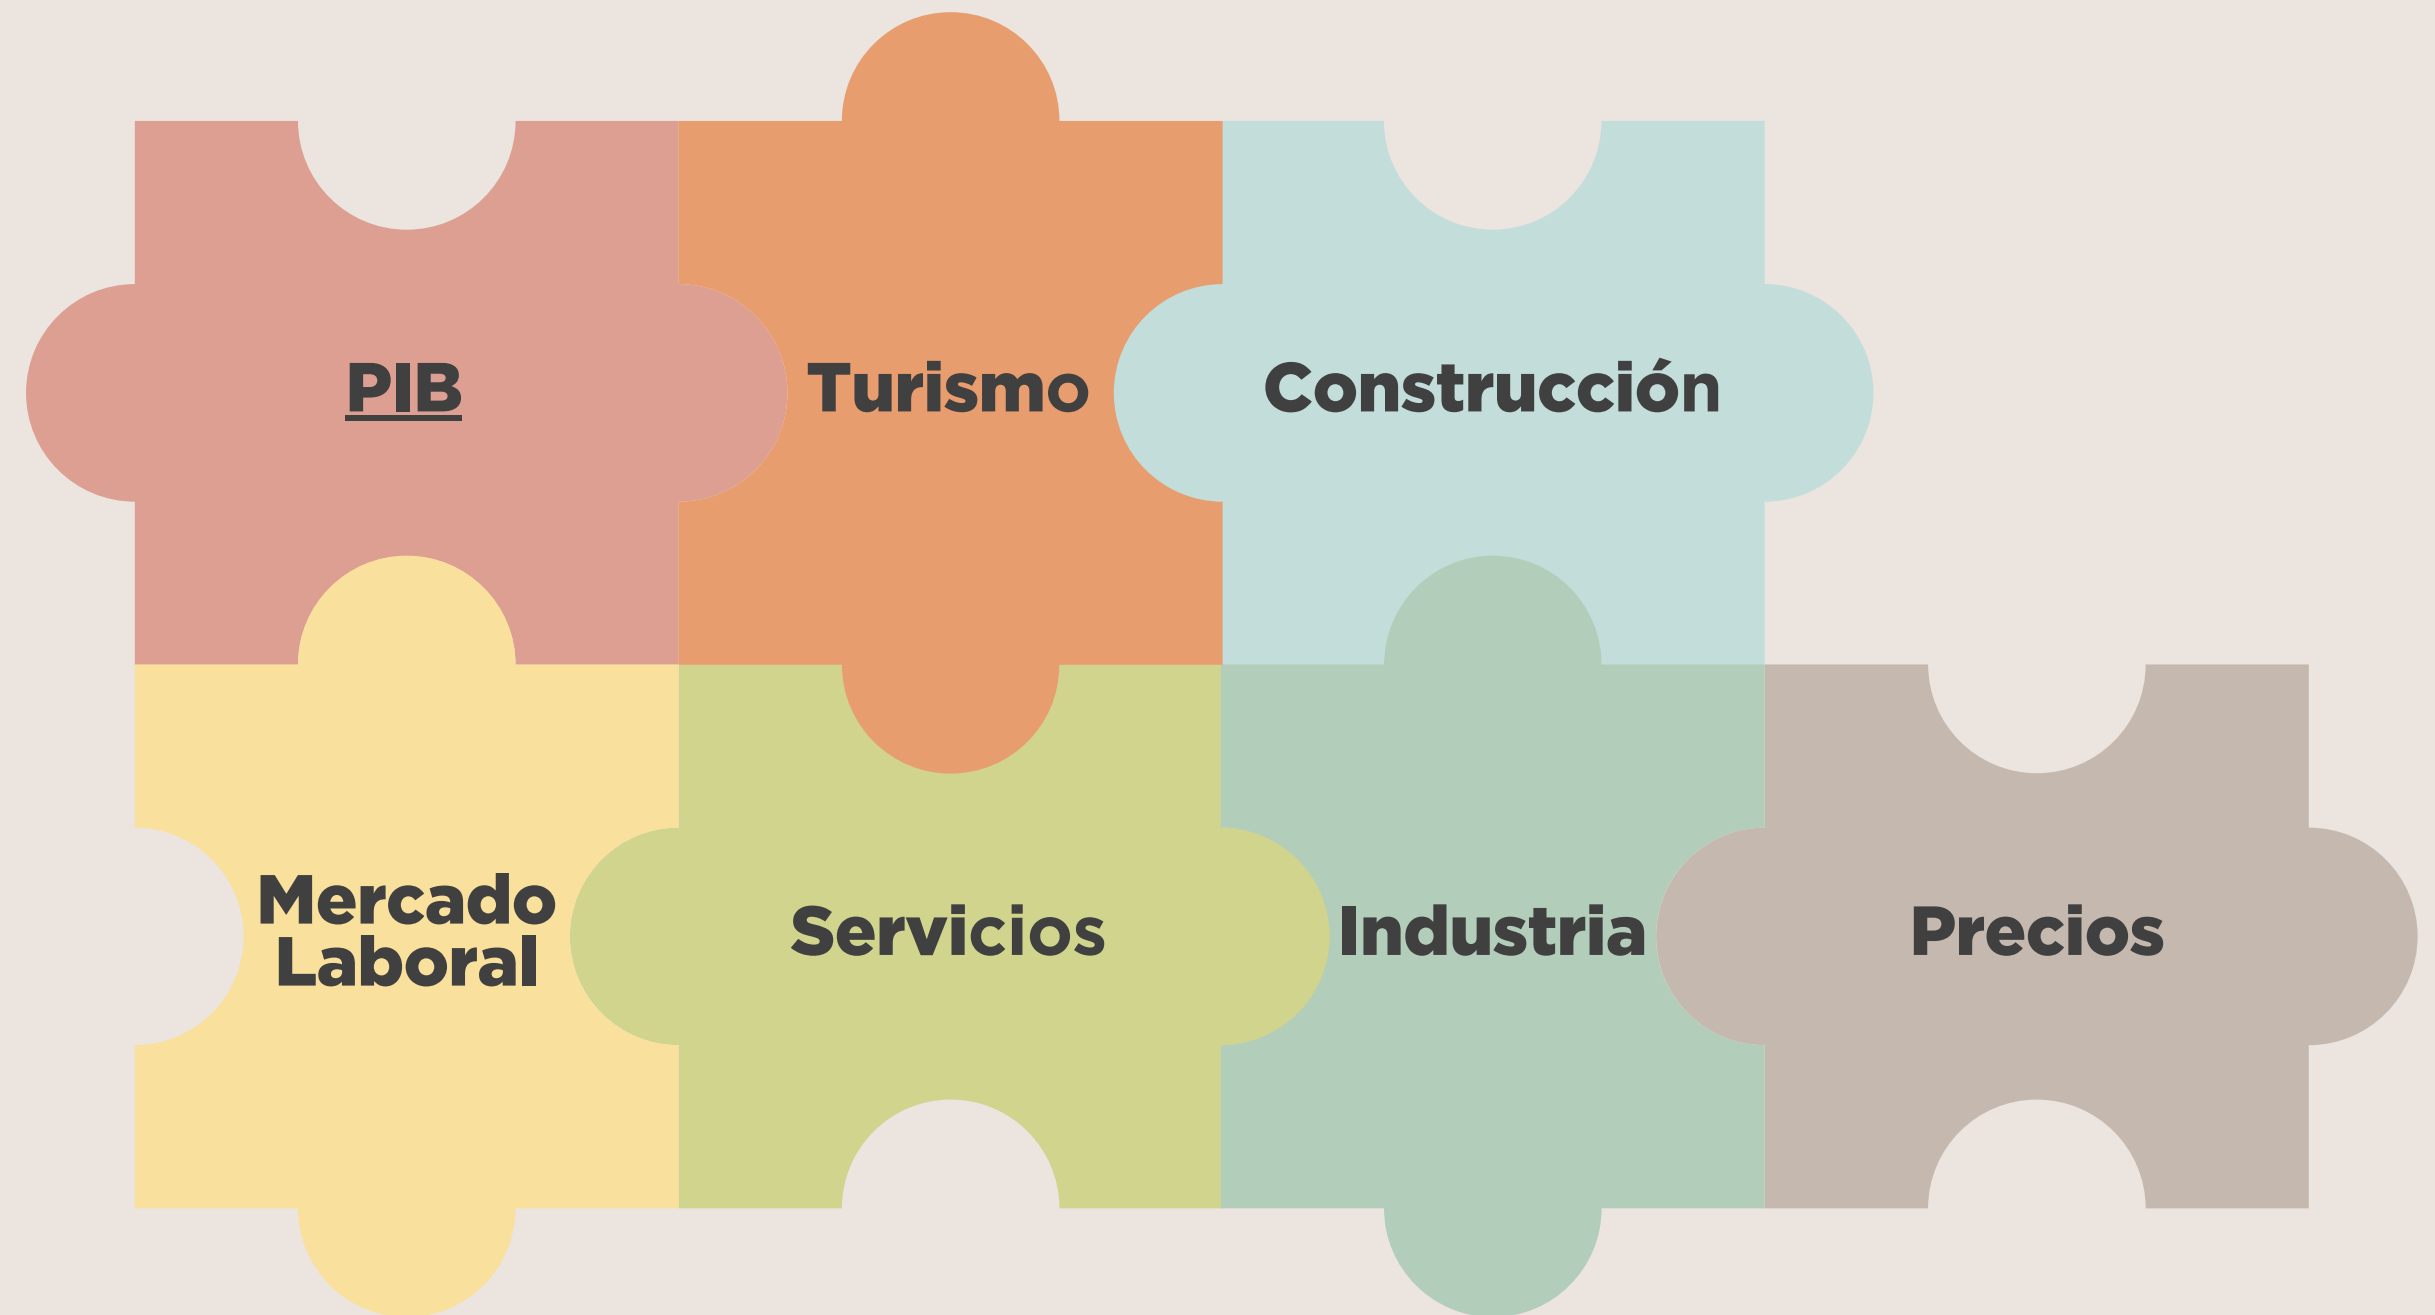 PIB
Turismo
Construcción
Mercado
Laboral
Servicios
Industria
Precios